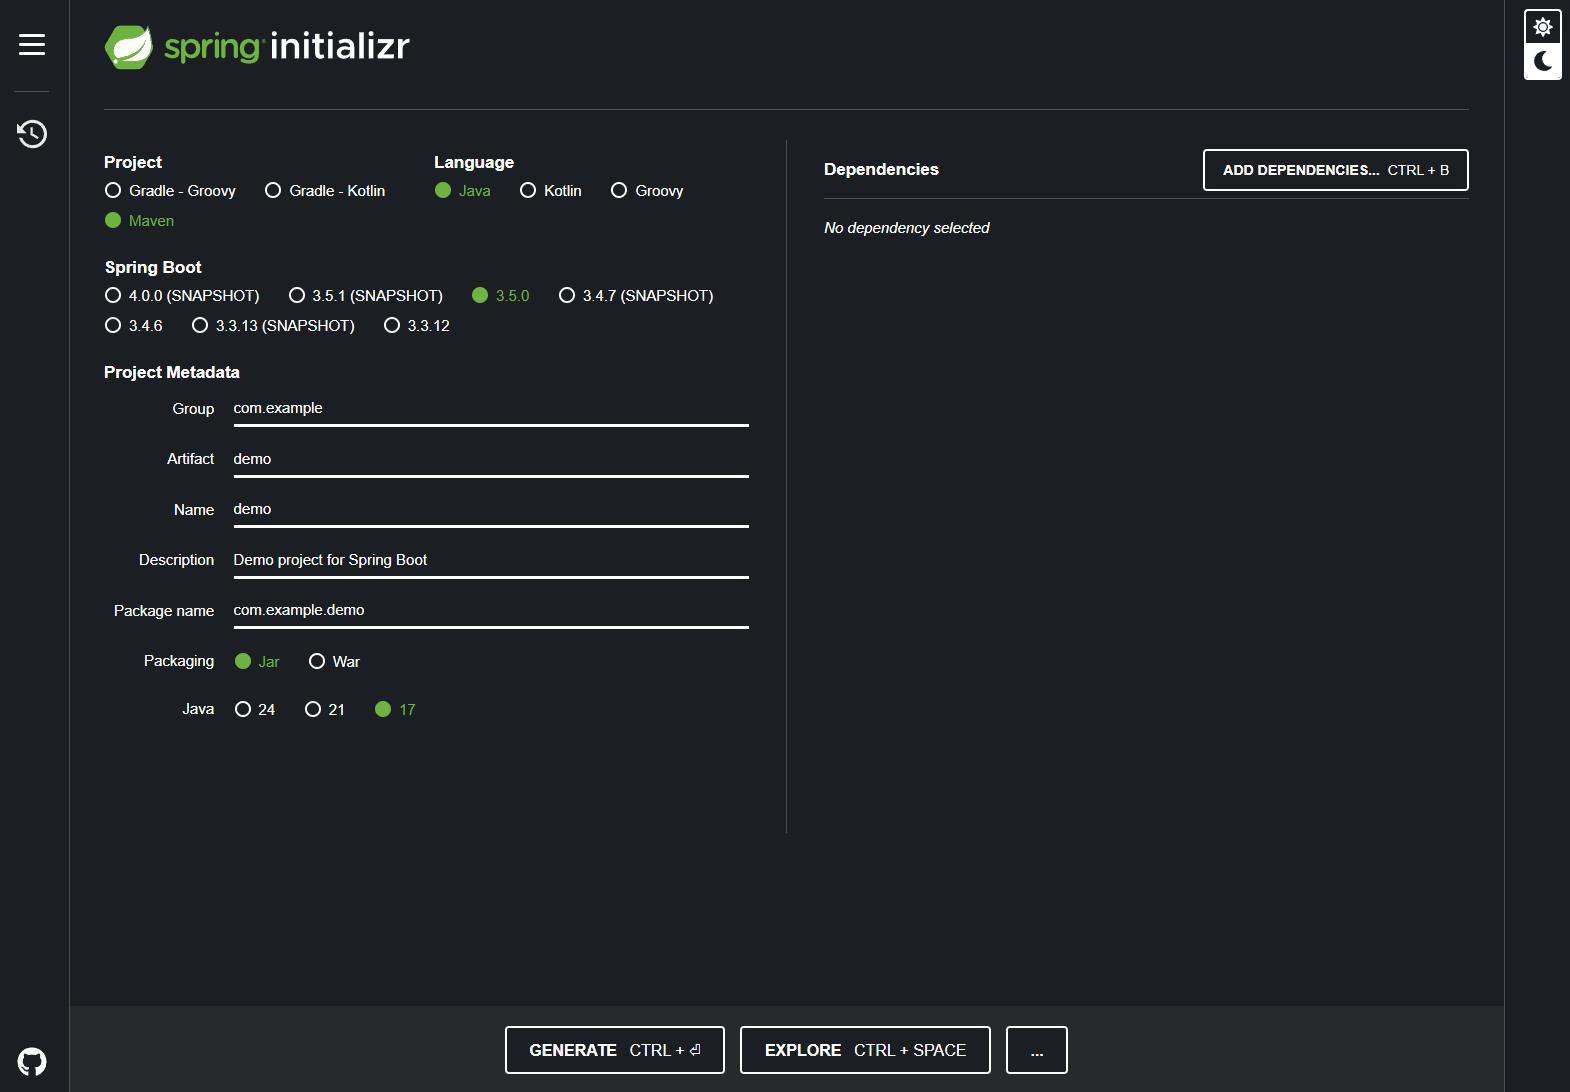 spring initializr
Project
Gradle - Groovy Gradle - Kotlin
Maven
Language
Java Kotlin Groovy
Spring Boot
4.0.0 (SNAPSHOT) 3.5.1 (SNAPSHOT) 3.5.0 3.4.7 (SNAPSHOT)
3.4.6 3.3.13 (SNAPSHOT) 3.3.12
Project Metadata
Group com.example
Artifact demo
Name demo
Description Demo project for Spring Boot
Package name com.example.demo
Packaging Jar War
Java 24 21 17
Dependencies
ADD DEPENDENCIES... CTRL + B
No dependency selected
GENERATE CTRL + ⏎
EXPLORE CTRL + SPACE
...